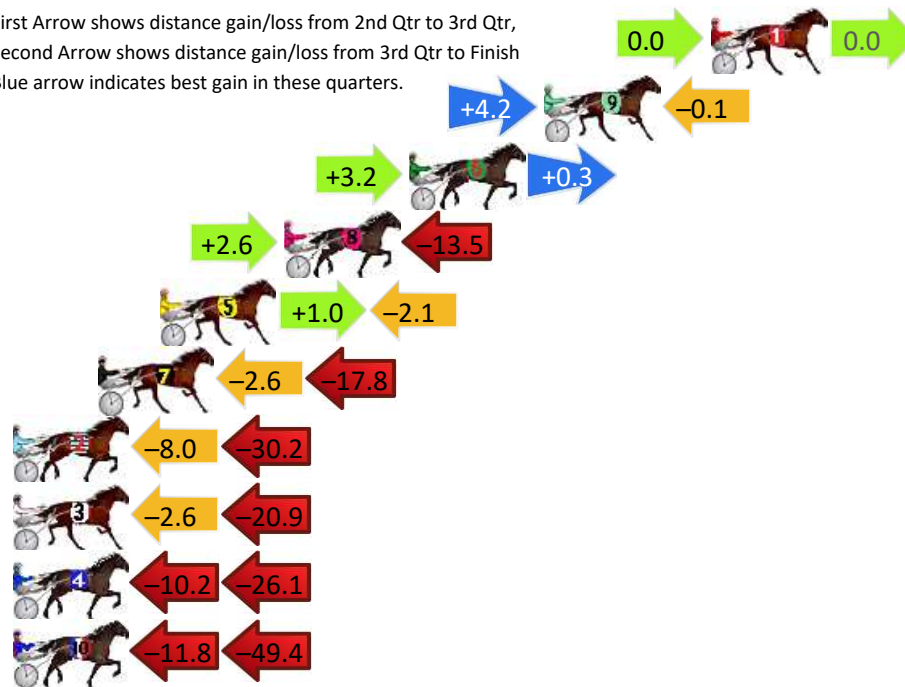 irst Arrow shows distance gain/loss from 2nd Qtr to 3rd Qtr,
econd Arrow shows distance gain/loss from 3rd Qtr to Finish
Blue arrow indicates best gain in these quarters.
0.0 1 0.0
+4.2 9 –0.1
+3.2 6 +0.3
+2.6 8 –13.5
5 +1.0 –2.1
7 –2.6 –17.8
2 –8.0 –30.2
3 –2.6 –20.9
4 –10.2 –26.1
10 –11.8 –49.4